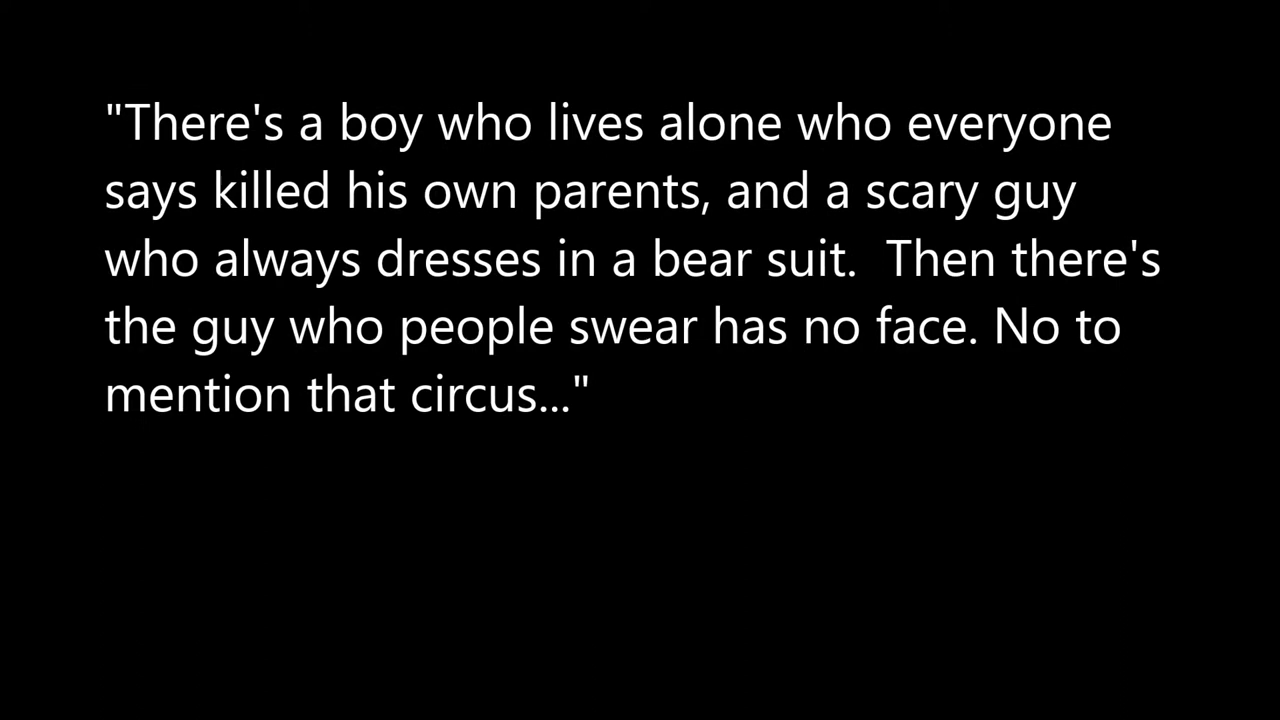 "There's a boy who lives alone who everyone
says killed his own parents, and a scary guy
who always dresses in a bear suit.  Then there's
the guy who people swear has no face. No to
mention that circus..."